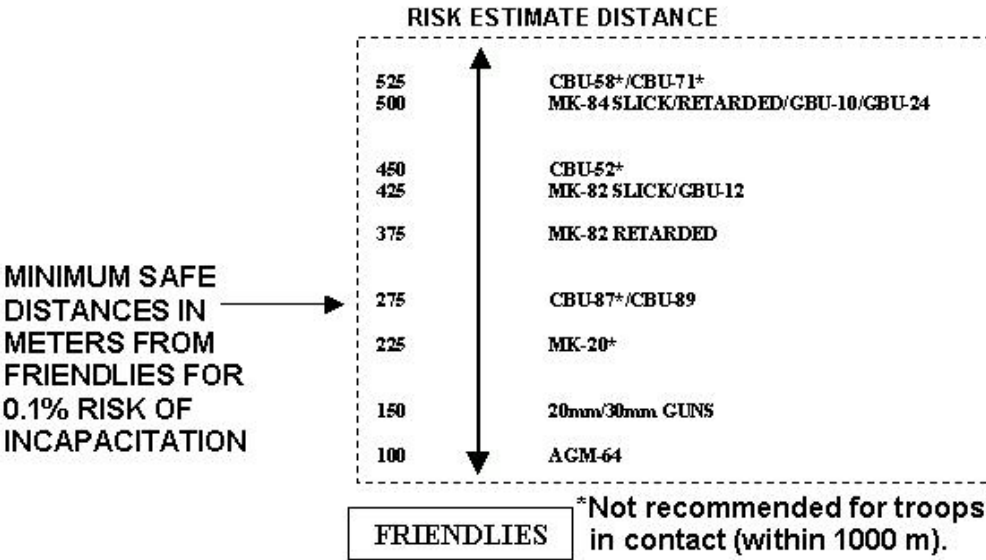 RISK ESTIMATE DISTANCE
525 CBU-58*/CBU-71*
500 MK-84 SLICK/RETARDED/GBU-10/GBU-24
450 CBU-52*
425 MK-82 SLICK/GBU-12
375 MK-82 RETARDED
MINIMUM SAFE
DISTANCES IN
METERS FROM
FRIENDLIES FOR
0.1% RISK OF
INCAPACITATION
275 CBU-87*/CBU-89
225 MK-20*
150 20mm/30mm GUNS
100 AGM-64
FRIENDLIES
*Not recommended for troops
in contact (within 1000 m).